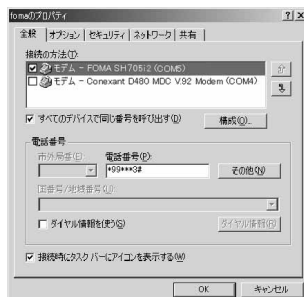 fomaのプロパティ
全般 オプション セキュリティ ネットワーク 共有
接続の方法(T):
モデム - FOMA SH705i2 (COM5)
モデム - Conexant D480 MDC V.92 Modem (COM4)
すべてのデバイスで同じ番号を呼び出す(D) 構成(O)...
電話番号
市外局番(E): 電話番号(P):
*99***3# その他(N)
国番号/地域番号(U):
ダイヤル情報を使う(S) ダイヤル情報(R)
接続時にタスク バーにアイコンを表示する(W)
OK キャンセル